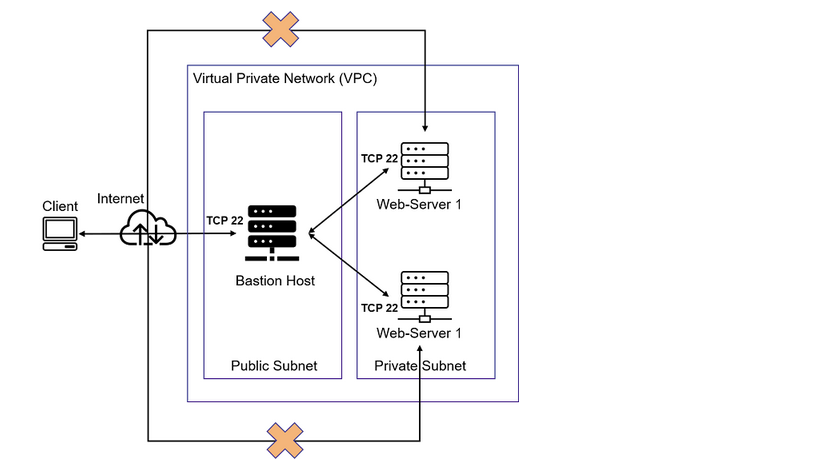 Virtual Private Network (VPC)
TCP 22
Web-Server 1
Client
Internet
TCP 22
Bastion Host
TCP 22
Web-Server 1
Public Subnet
Private Subnet